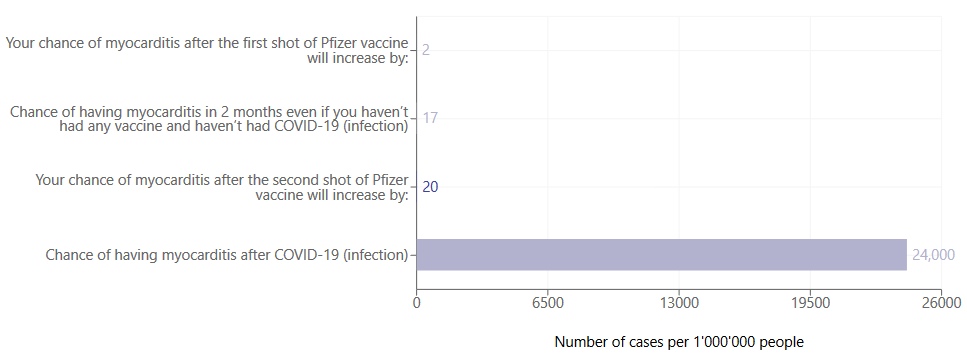 Your chance of myocarditis after the first shot of Pfizer vaccine
will increase by:
2
Chance of having myocarditis in 2 months even if you haven’t
had any vaccine and haven’t had COVID-19 (infection)
17
Your chance of myocarditis after the second shot of Pfizer
vaccine will increase by:
20
Chance of having myocarditis after COVID-19 (infection)
24,000
0 6500 13000 19500 26000
Number of cases per 1'000'000 people